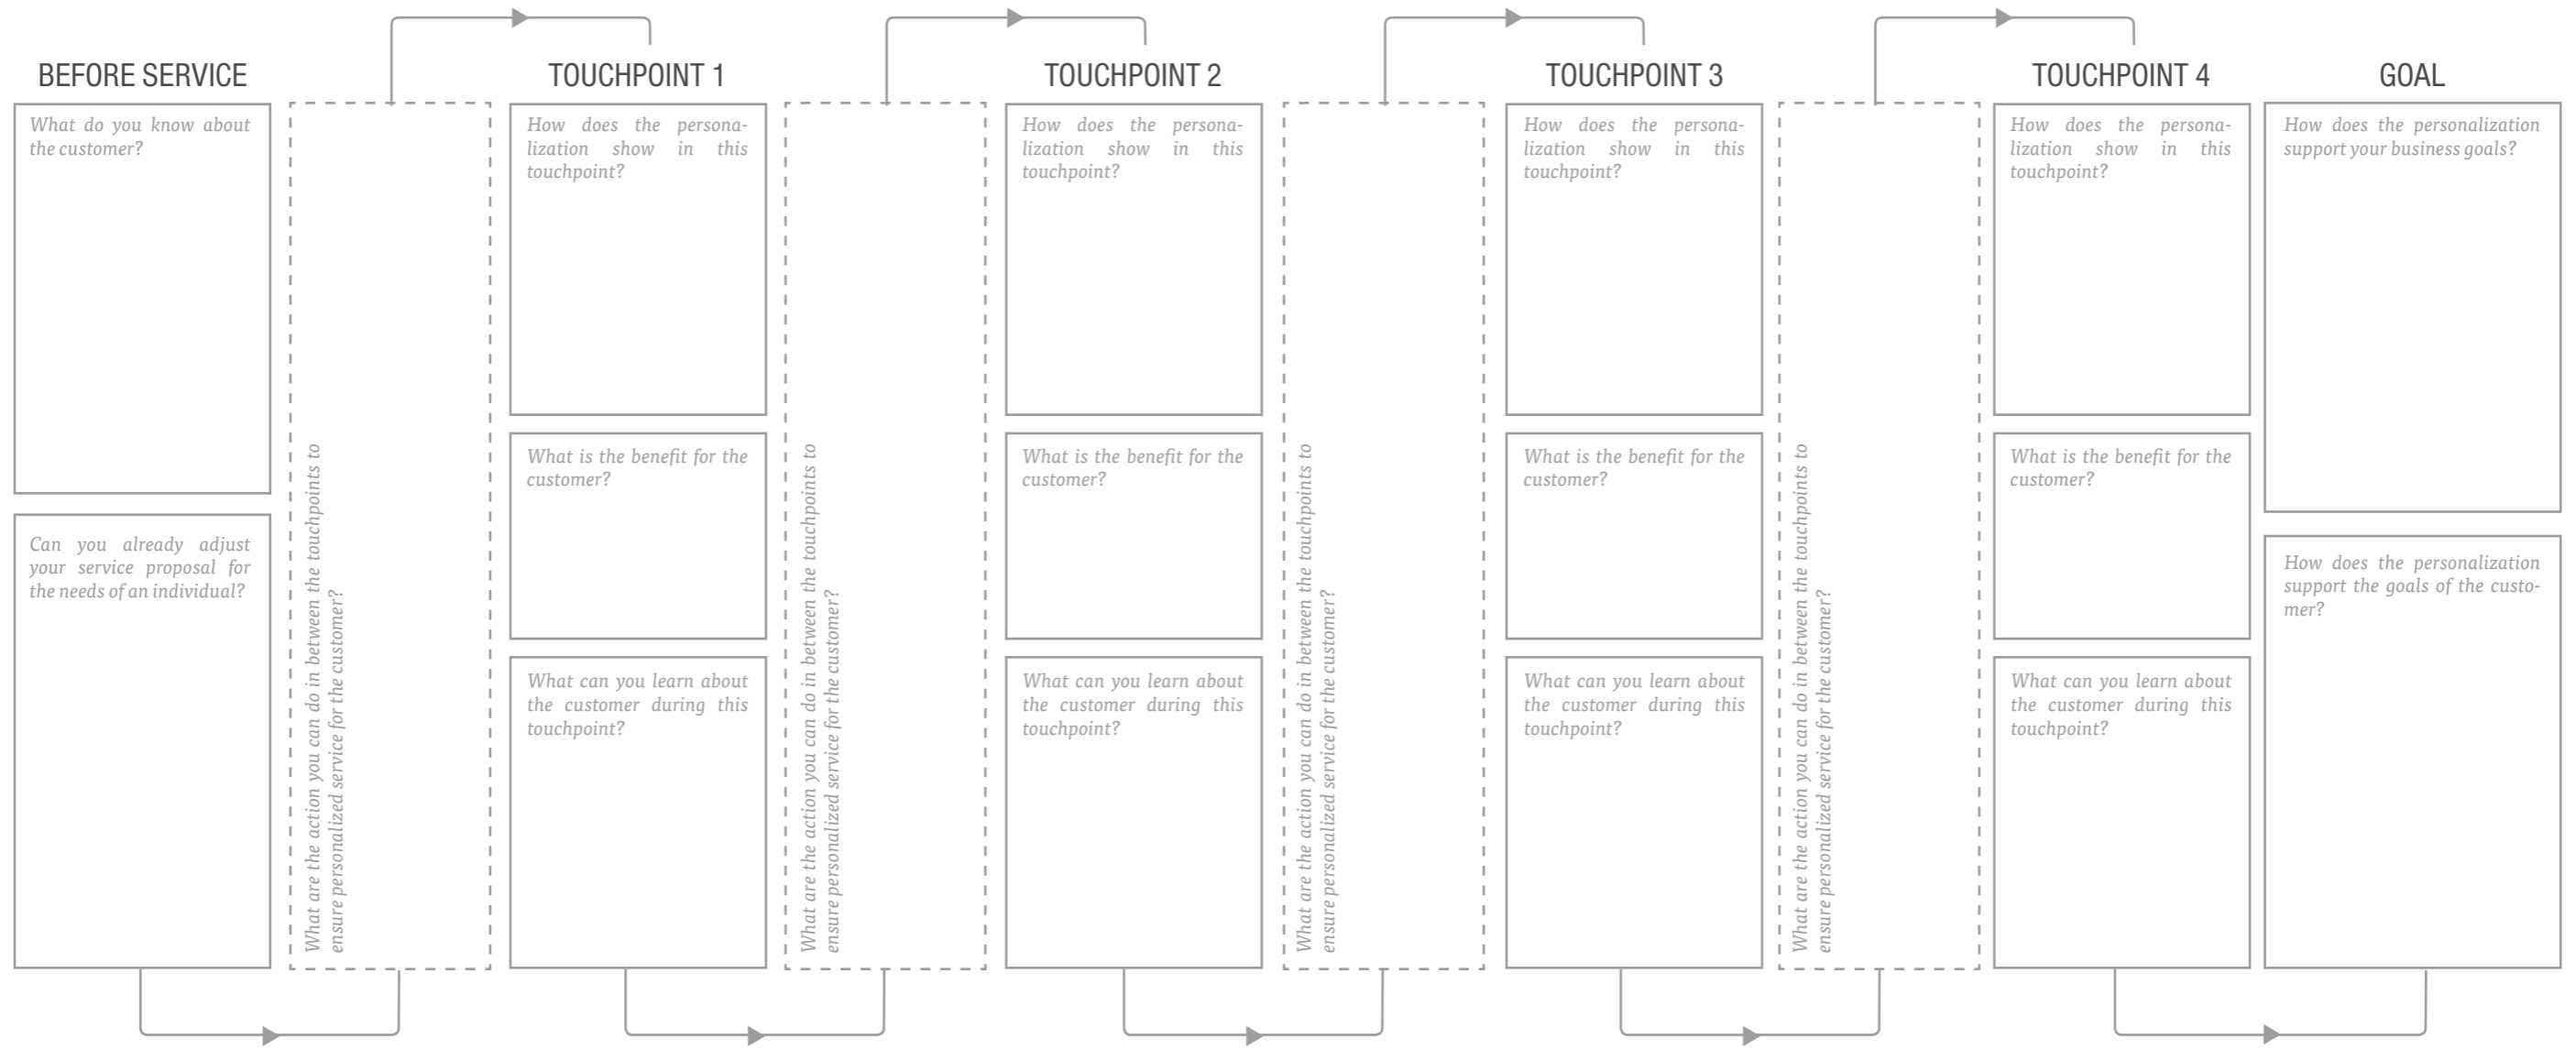 BEFORE SERVICE
What do you know about
the customer?
Can you already adjust
your service proposal for
the needs of an individual?
What are the action you can do in between the touchpoints to
ensure personalized service for the customer?
TOUCHPOINT 1
How does the persona-
lization show in this
touchpoint?
What is the benefit for the
customer?
What can you learn about
the customer during this
touchpoint?
What are the action you can do in between the touchpoints to
ensure personalized service for the customer?
TOUCHPOINT 2
How does the persona-
lization show in this
touchpoint?
What is the benefit for the
customer?
What can you learn about
the customer during this
touchpoint?
What are the action you can do in between the touchpoints to
ensure personalized service for the customer?
TOUCHPOINT 3
How does the persona-
lization show in this
touchpoint?
What is the benefit for the
customer?
What can you learn about
the customer during this
touchpoint?
What are the action you can do in between the touchpoints to
ensure personalized service for the customer?
TOUCHPOINT 4
How does the persona-
lization show in this
touchpoint?
What is the benefit for the
customer?
What can you learn about
the customer during this
touchpoint?
GOAL
How does the personalization
support your business goals?
How does the personalization
support the goals of the custo-
mer?